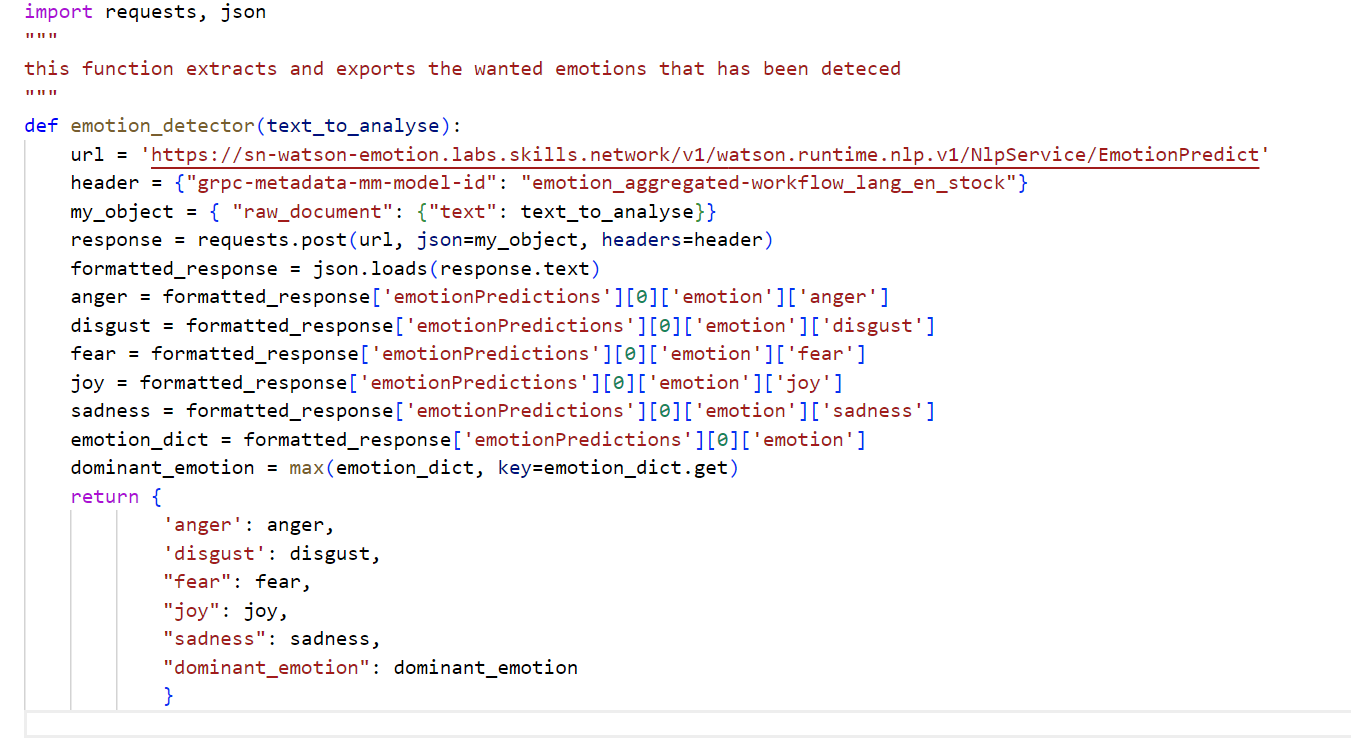 import requests, json
"""
this function extracts and exports the wanted emotions that has been deteced
"""
def emotion_detector(text_to_analyse):
    url = 'https://sn-watson-emotion.labs.skills.network/v1/watson.runtime.nlp.v1/NlpService/EmotionPredict'
    header = {"grpc-metadata-mm-model-id": "emotion_aggregated-workflow_lang_en_stock"}
    my_object = { "raw_document": {"text": text_to_analyse}}
    response = requests.post(url, json=my_object, headers=header)
    formatted_response = json.loads(response.text)
    anger = formatted_response['emotionPredictions'][0]['emotion']['anger']
    disgust = formatted_response['emotionPredictions'][0]['emotion']['disgust']
    fear = formatted_response['emotionPredictions'][0]['emotion']['fear']
    joy = formatted_response['emotionPredictions'][0]['emotion']['joy']
    sadness = formatted_response['emotionPredictions'][0]['emotion']['sadness']
    emotion_dict = formatted_response['emotionPredictions'][0]['emotion']
    dominant_emotion = max(emotion_dict, key=emotion_dict.get)
    return {
            'anger': anger,
            'disgust': disgust,
            "fear": fear,
            "joy": joy,
            "sadness": sadness,
            "dominant_emotion": dominant_emotion
            }